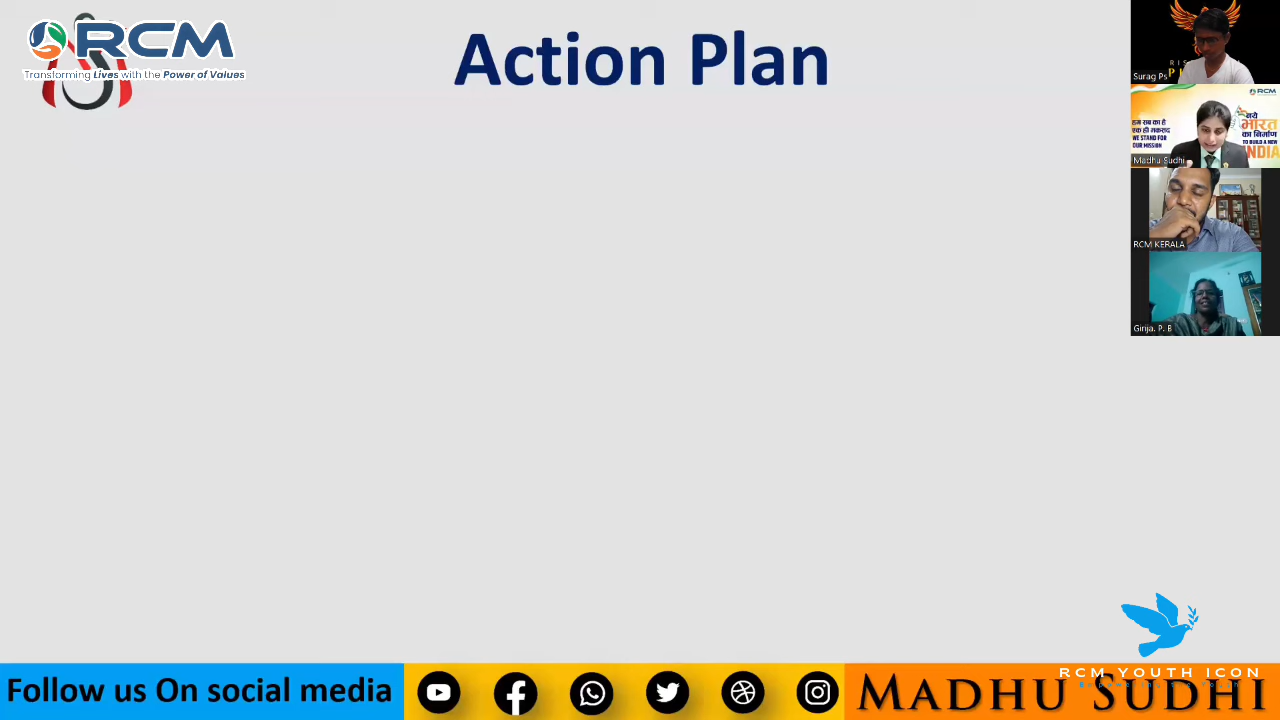 RCM
Transforming Lives with the Power of Values
Action Plan
Surag Ps
RCM
हम सब का है
एक ही मकसद
WE STAND FOR
OUR MISSION
नये
भारत
का निर्माण
TO BUILD A NEW
INDIA
Madhu Sudhi
RCM KERALA
Girija. P. B
RCM YOUTH ICON
Follow us On social media
MADHU SUDHI